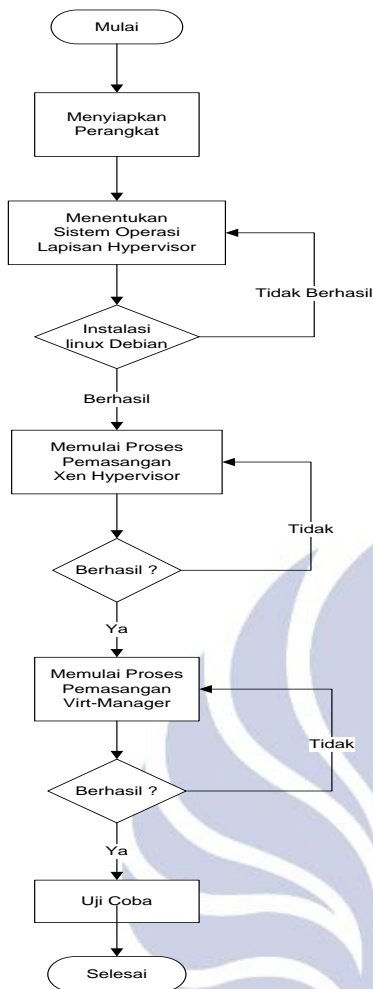 Mulai
Menyiapkan
Perangkat
Menentukan
Sistem Operasi
Lapisan Hypervisor
Tidak Berhasil
Instalasi
linux Debian
Berhasil
Memulai Proses
Pemasangan
Xen Hypervisor
Tidak
Berhasil ?
Ya
Memulai Proses
Pemasangan
Virt-Manager
Tidak
Berhasil ?
Ya
Uji Coba
Selesai